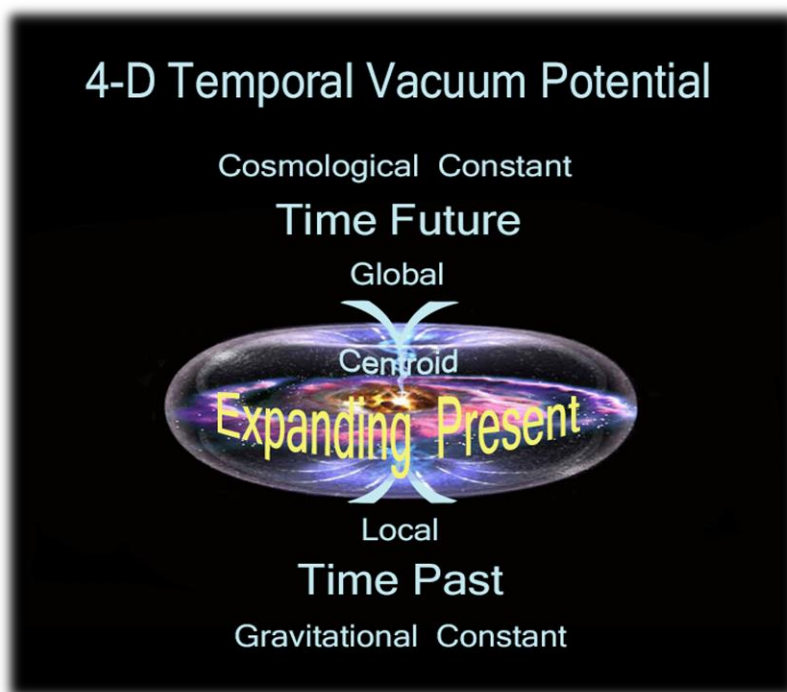 4-D Temporal Vacuum Potential
Cosmological Constant
Time Future
Global
Centroid
Expanding Present
Local
Time Past
Gravitational Constant